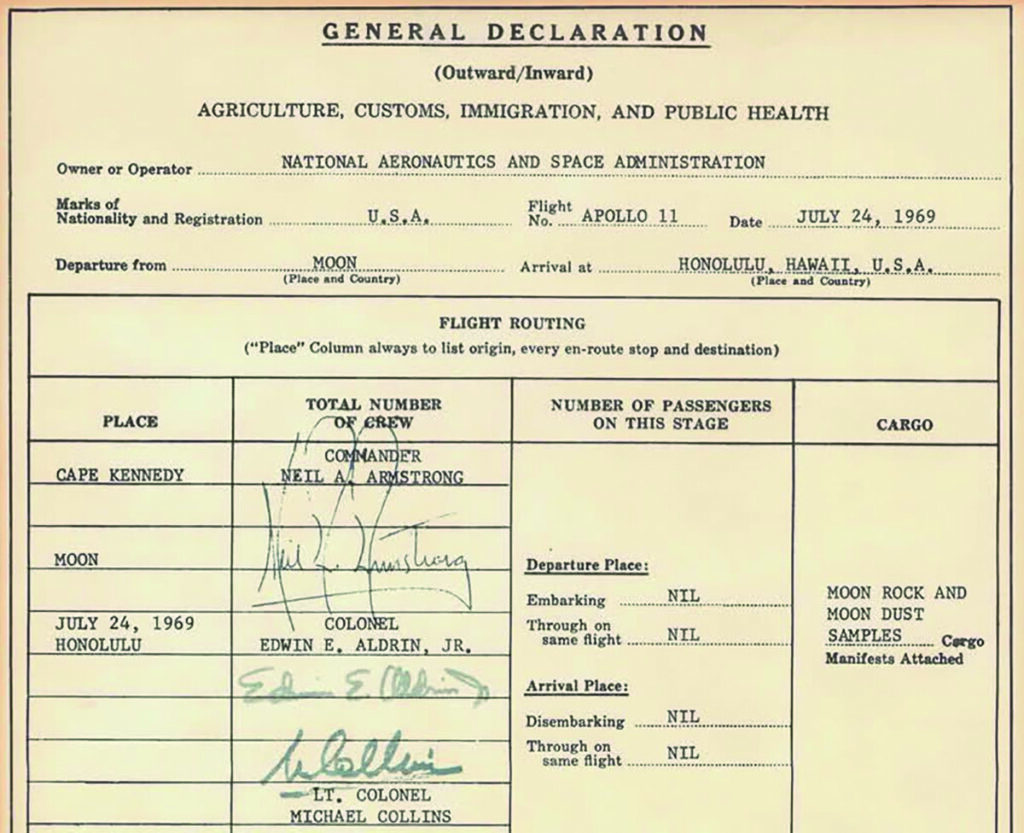 GENERAL DECLARATION
(Outward/Inward)
AGRICULTURE, CUSTOMS, IMMIGRATION, AND PUBLIC HEALTH
Owner or Operator NATIONAL AERONAUTICS AND SPACE ADMINISTRATION
Marks of
Nationality and Registration U.S.A. Flight
No. APOLLO 11 Date JULY 24, 1969
Departure from MOON Arrival at HONOLULU, HAWAII, U.S.A.
(Place and Country) (Place and Country)
FLIGHT ROUTING
("Place" Column always to list origin, every en-route stop and destination)
PLACE
TOTAL NUMBER
OF CREW
NUMBER OF PASSENGERS
ON THIS STAGE
CARGO
CAPE KENNEDY
MOON
JULY 24, 1969
HONOLULU
COMMANDER
NEIL A. ARMSTRONG
Neil A. Armstrong
COLONEL
EDWIN E. ALDRIN, JR.
Edwin E. Aldrin Jr
M Collins
LT. COLONEL
MICHAEL COLLINS
Departure Place:
Embarking NIL
Through on
same flight NIL
Arrival Place:
Disembarking NIL
Through on
same flight NIL
MOON ROCK AND
MOON DUST
SAMPLES Cargo
Manifests Attached